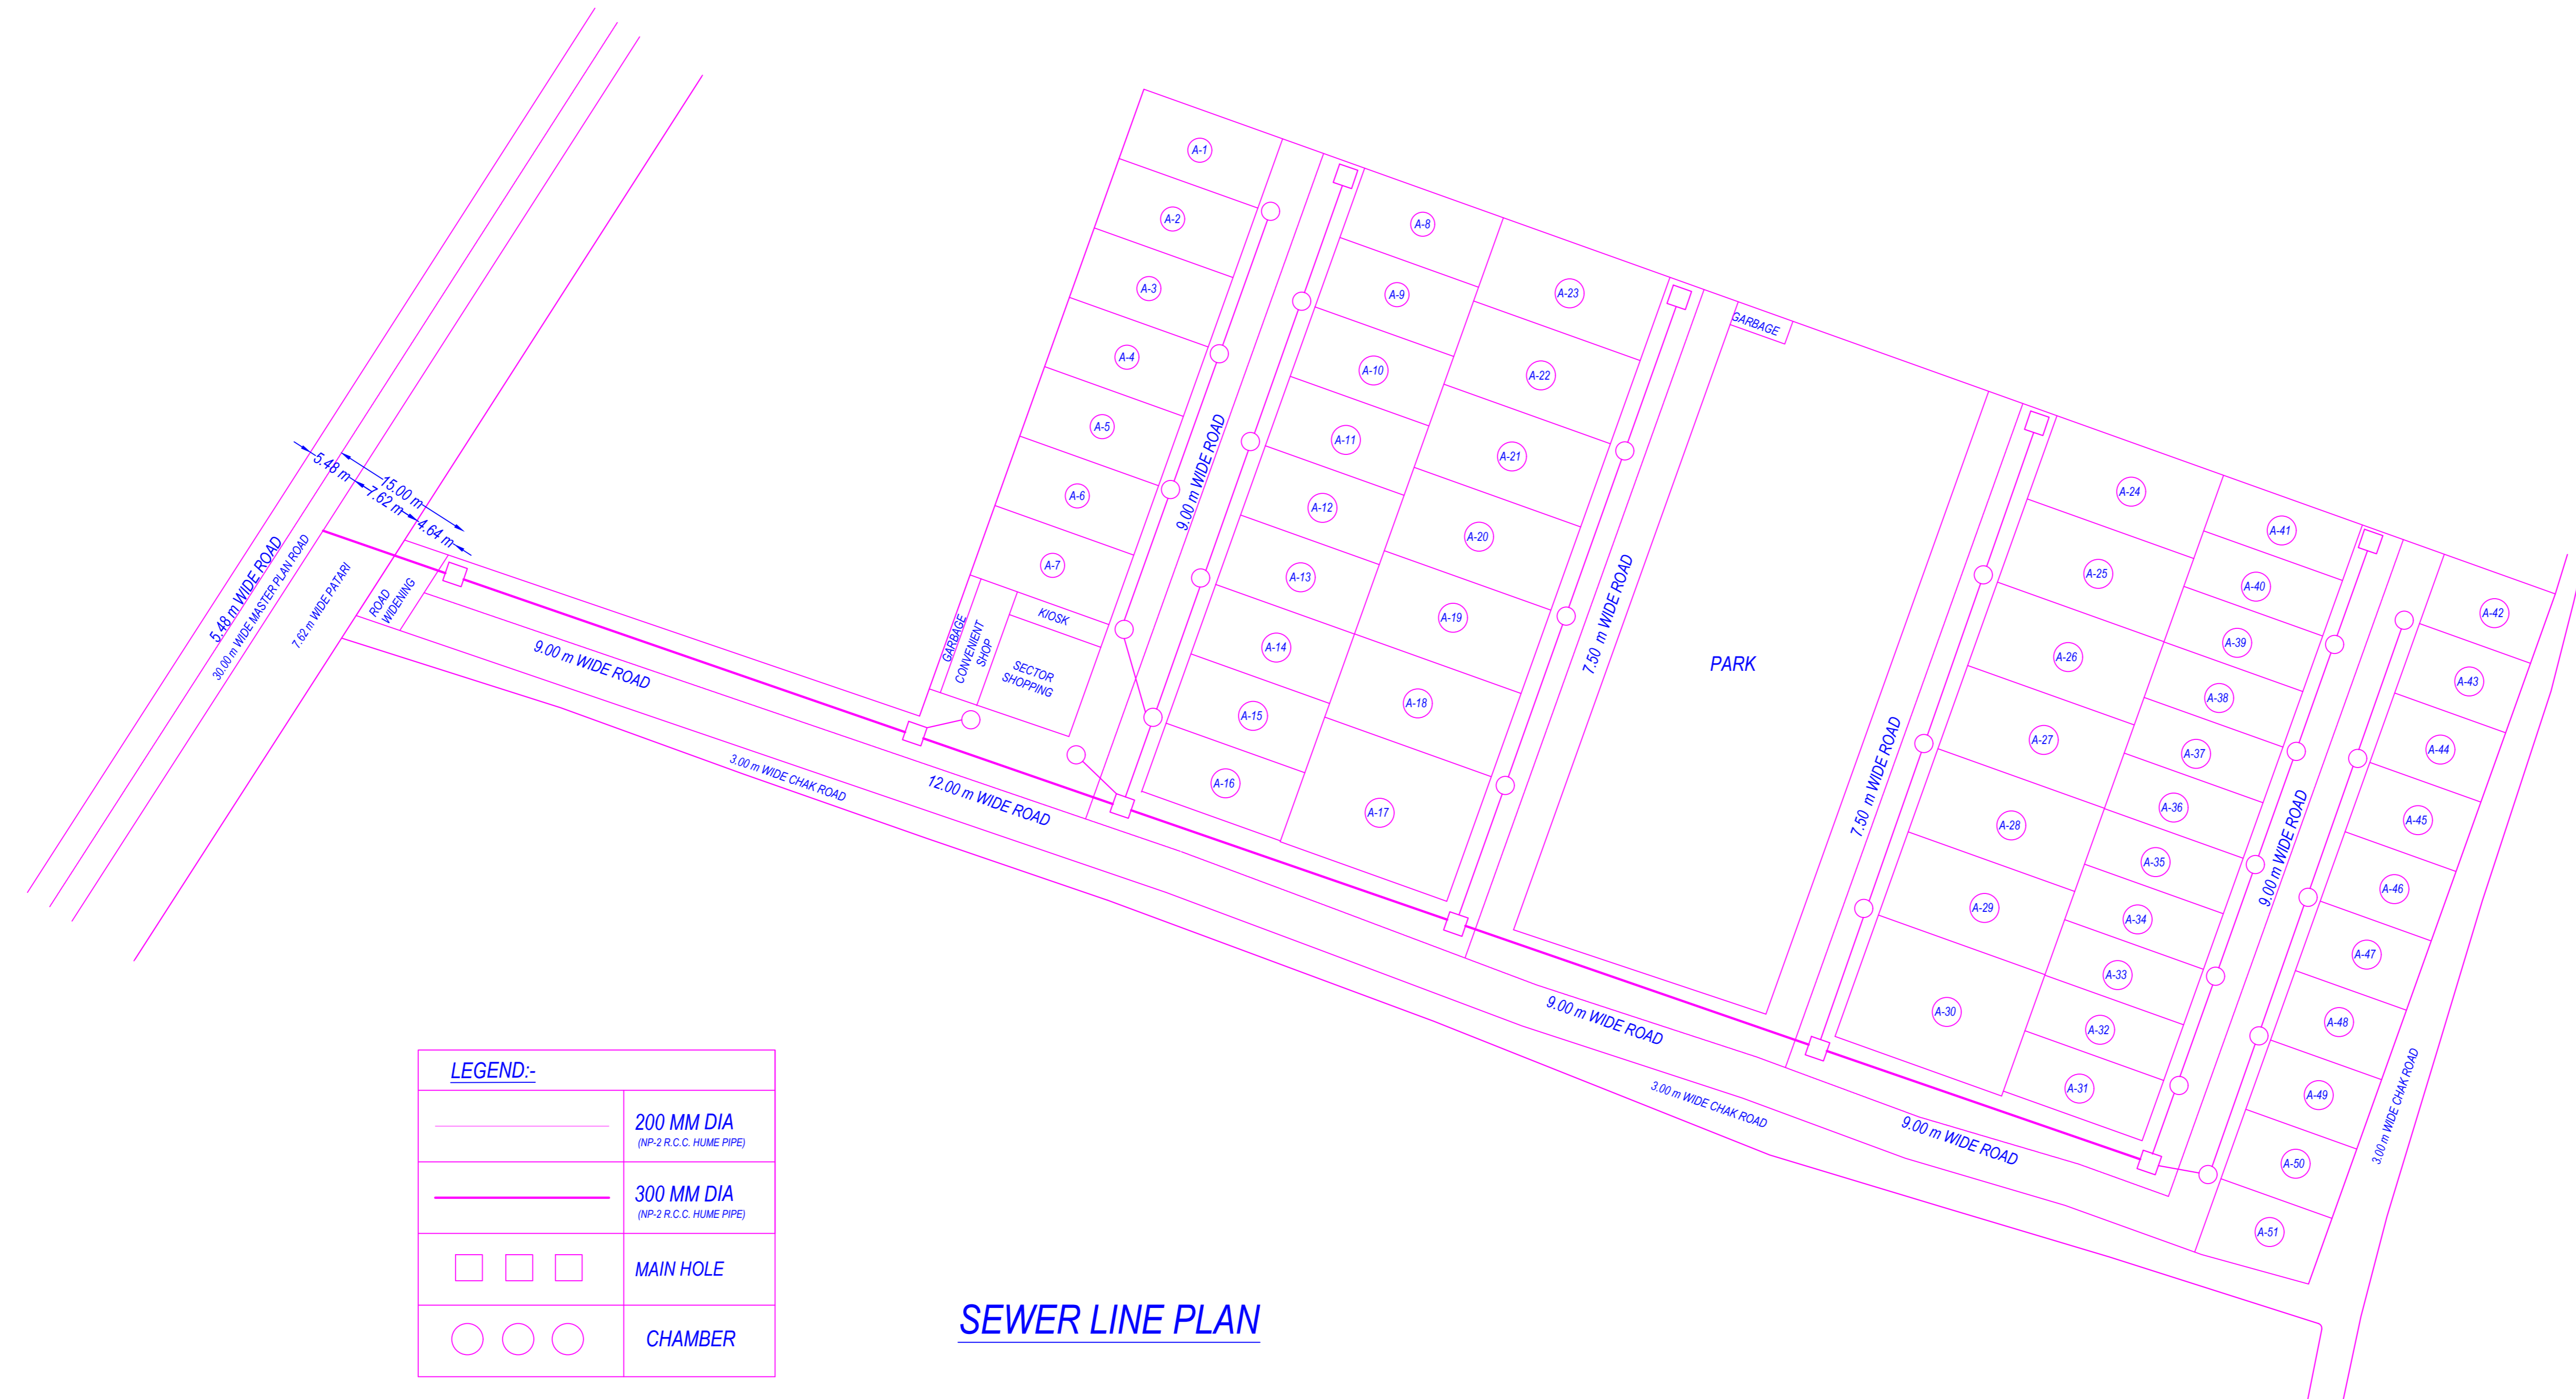 5.48 m WIDE ROAD
30.00 m WIDE MASTER PLAN ROAD
7.62 m WIDE PATARI
5.48 m
15.00 m
7.62 m
4.64 m
ROAD
WIDENING
9.00 m WIDE ROAD
3.00 m WIDE CHAK ROAD
12.00 m WIDE ROAD
A-1
A-2
A-3
A-4
A-5
A-6
A-7
GARBAGE
CONVENIENT
SHOP
KIOSK
SECTOR
SHOPPING
9.00 m WIDE ROAD
A-8
A-9
A-10
A-11
A-12
A-13
A-14
A-15
A-16
A-23
A-22
A-21
A-20
A-19
A-18
A-17
7.50 m WIDE ROAD
GARBAGE
PARK
7.50 m WIDE ROAD
9.00 m WIDE ROAD
3.00 m WIDE CHAK ROAD
A-24
A-25
A-26
A-27
A-28
A-29
A-30
A-41
A-40
A-39
A-38
A-37
A-36
A-35
A-34
A-33
A-32
A-31
9.00 m WIDE ROAD
9.00 m WIDE ROAD
A-42
A-43
A-44
A-45
A-46
A-47
A-48
A-49
A-50
A-51
3.00 m WIDE CHAK ROAD
LEGEND:-
200 MM DIA
(NP-2 R.C.C. HUME PIPE)
300 MM DIA
(NP-2 R.C.C. HUME PIPE)
MAIN HOLE
CHAMBER
SEWER LINE PLAN